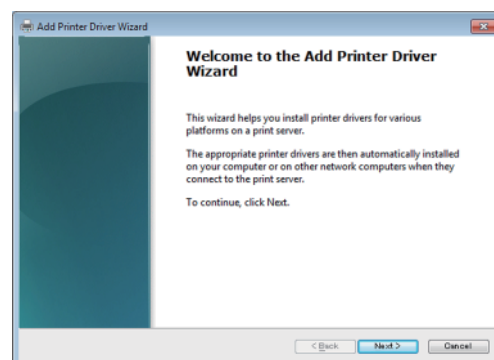 Add Printer Driver Wizard
Welcome to the Add Printer Driver
Wizard
This wizard helps you install printer drivers for various
platforms on a print server.
The appropriate printer drivers are then automatically installed
on your computer or on other network computers when they
connect to the print server.
To continue, click Next.
< Back Next > Cancel